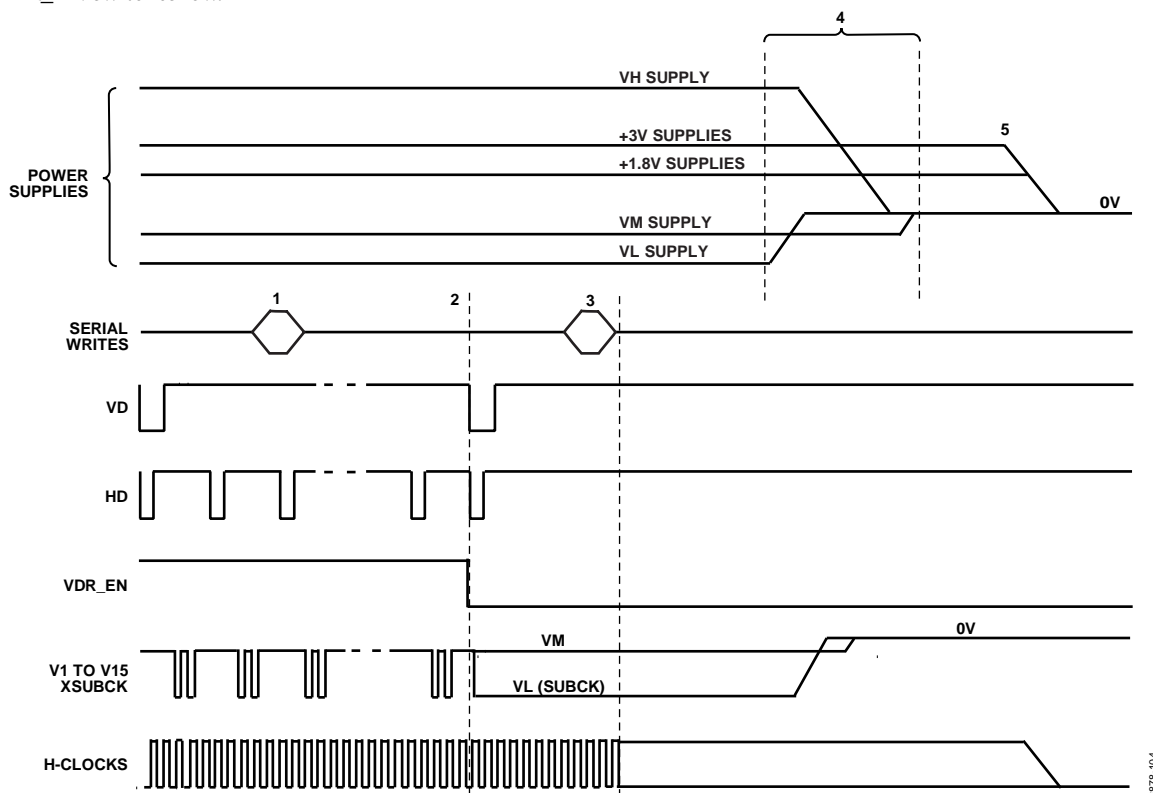 4
VH SUPPLY
+3V SUPPLIES
5
+1.8V SUPPLIES
POWER
SUPPLIES
0V
VM SUPPLY
VL SUPPLY
1
2
3
SERIAL
WRITES
VD
HD
VDR_EN
0V
VM
V1 TO V15
XSUBCK
VL (SUBCK)
H-CLOCKS